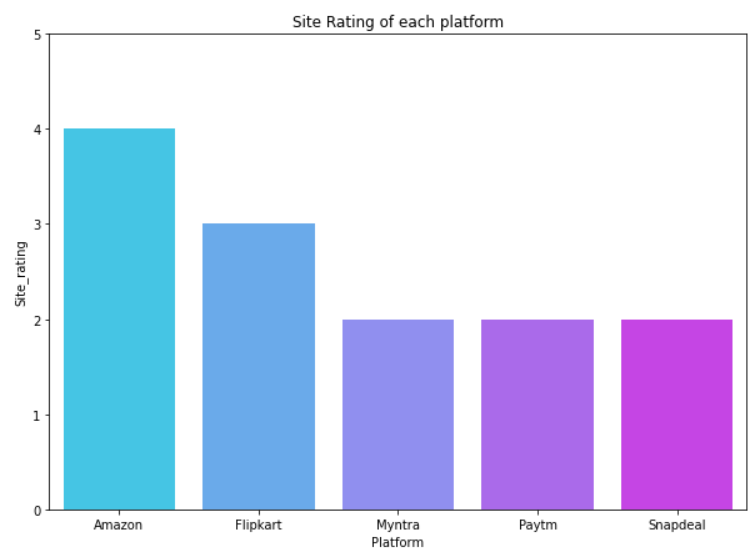 Site Rating of each platform
5
4
3
2
1
0
Site_rating
Amazon Flipkart Myntra Paytm Snapdeal
Platform